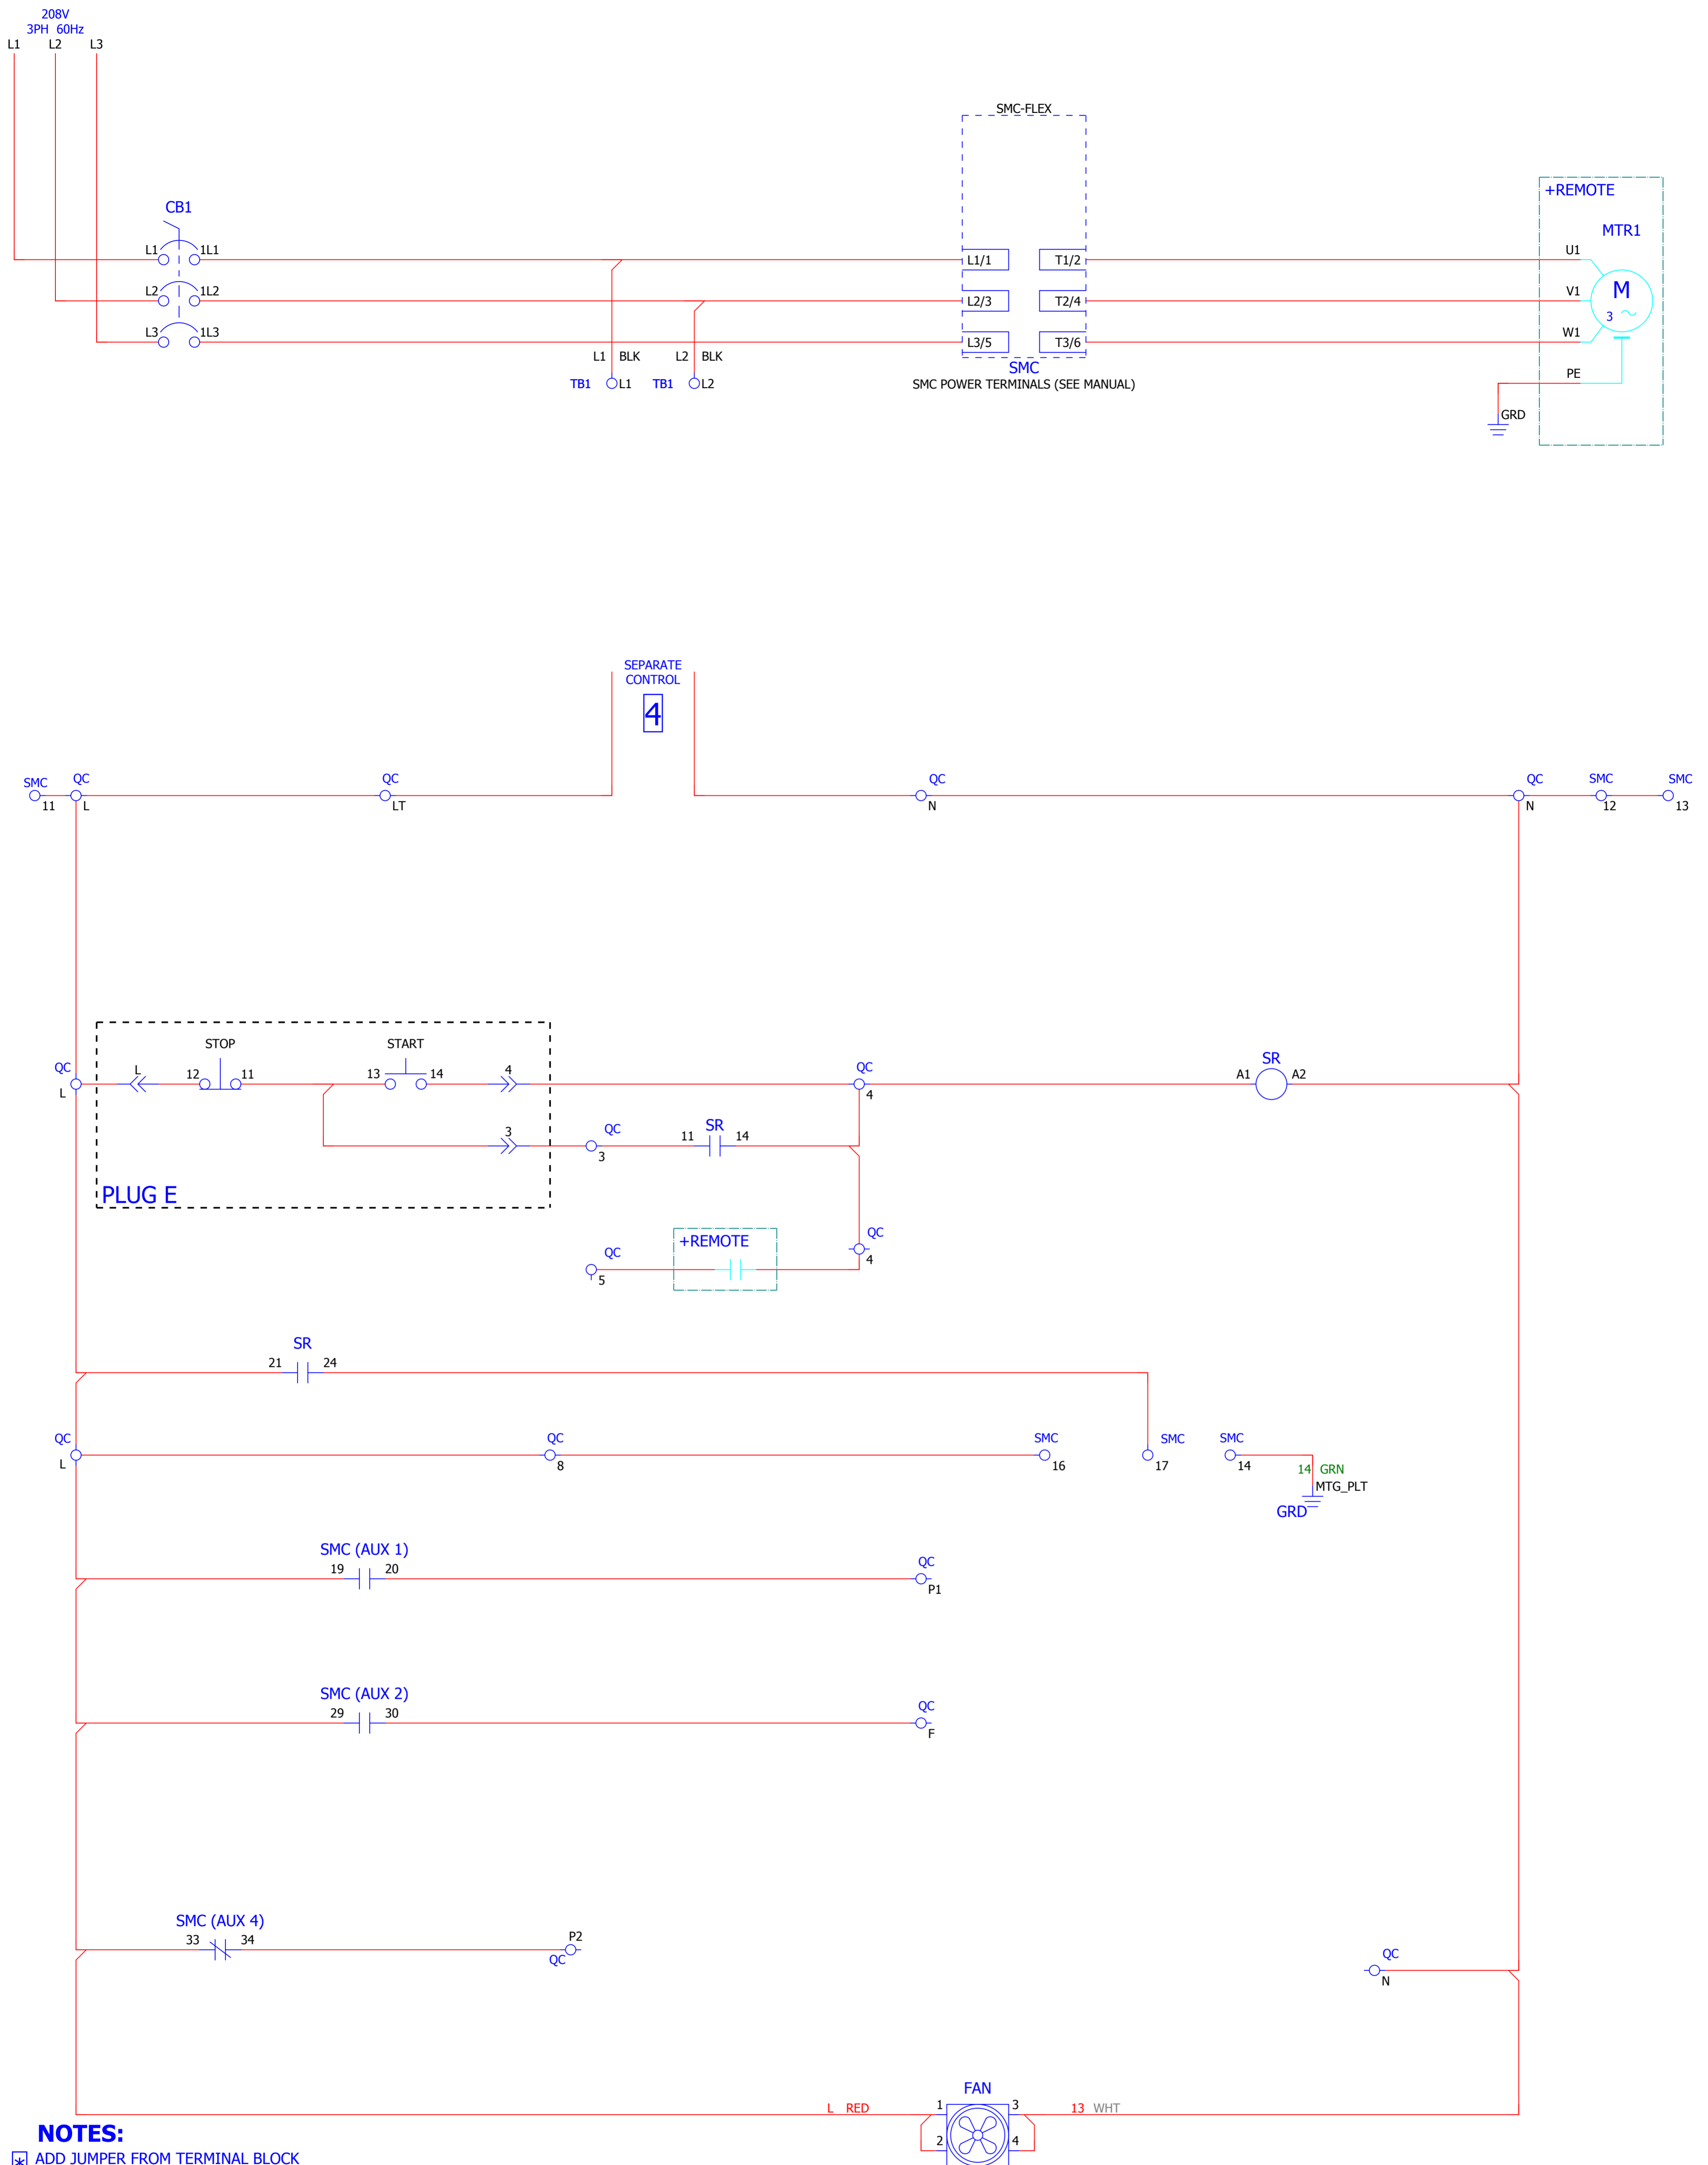 208V
3PH 60Hz
L1 L2 L3
SMC-FLEX
+REMOTE
CB1
MTR1
L1 1L1 L1/1 T1/2 U1
L2 1L2 L2/3 T2/4 V1 M
3
L3 1L3 L3/5 T3/6 W1
L1 BLK L2 BLK
SMC
TB1 L1 TB1 L2 SMC POWER TERMINALS (SEE MANUAL)
PE
GRD
SEPARATE
CONTROL
4
SMC QC QC QC QC SMC SMC
11 L LT N N 12 13
STOP START
QC L 12 11 13 14 4 QC SR
A1 A2
L 4
3 QC 11 SR 14
3
PLUG E
QC +REMOTE QC
5 4
SR
21 24
QC QC SMC SMC SMC
L 8 16 17 14
14 GRN
MTG_PLT
GRD
SMC (AUX 1)
19 20 QC
P1
SMC (AUX 2)
29 30 QC
F
SMC (AUX 4)
33 34 P2
QC
QC
N
FAN
L RED 1 3 13 WHT
2 4
NOTES:
* ADD JUMPER FROM TERMINAL BLOCK